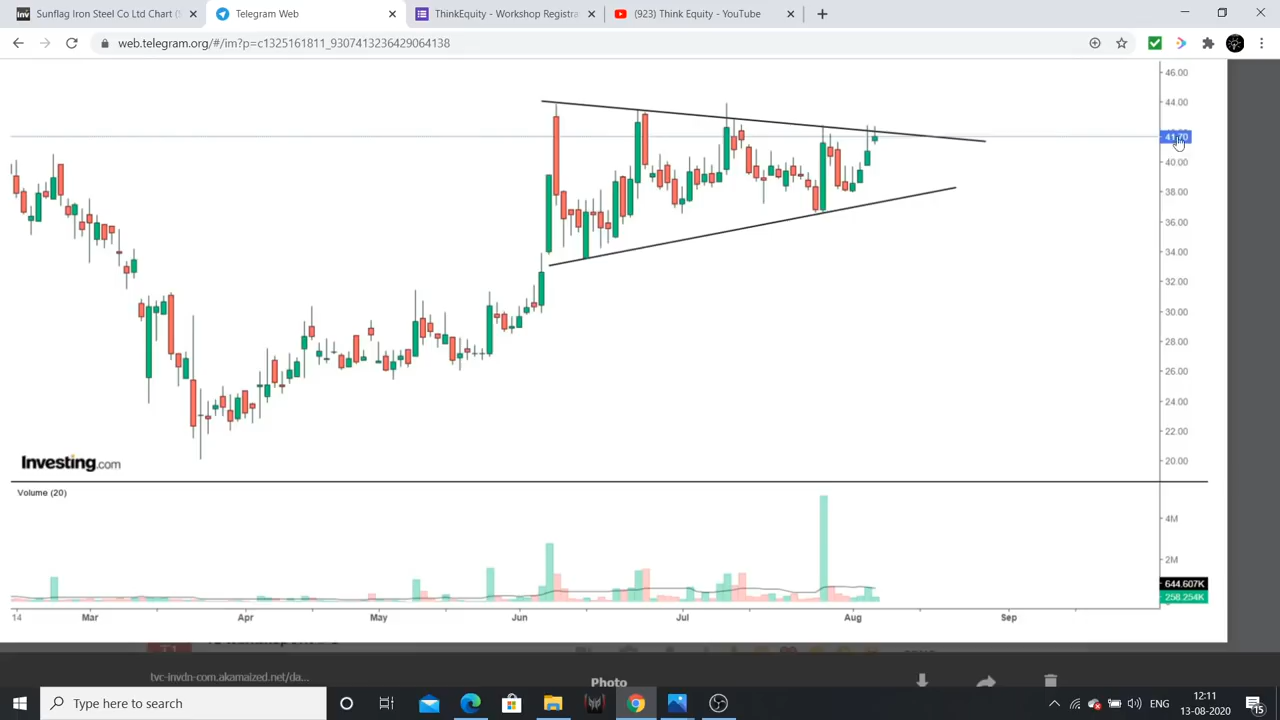 Sunflag Iron Steel Co Ltd Chart (
Telegram Web
ThinkEquity - Workshop Registra
(923) Think Equity - YouTube
web.telegram.org/#/im?p=c1325161811_9307413236429064138
46.00
44.00
41.70
40.00
38.00
36.00
34.00
32.00
30.00
28.00
26.00
24.00
22.00
20.00
Investing.com
Volume (20)
4M
2M
644.607K
258.254K
14 Mar Apr May Jun Jul Aug Sep
tvc-invdn-com.akamaized.net/da...
Photo
Type here to search
ENG
12:11
13-08-2020
15